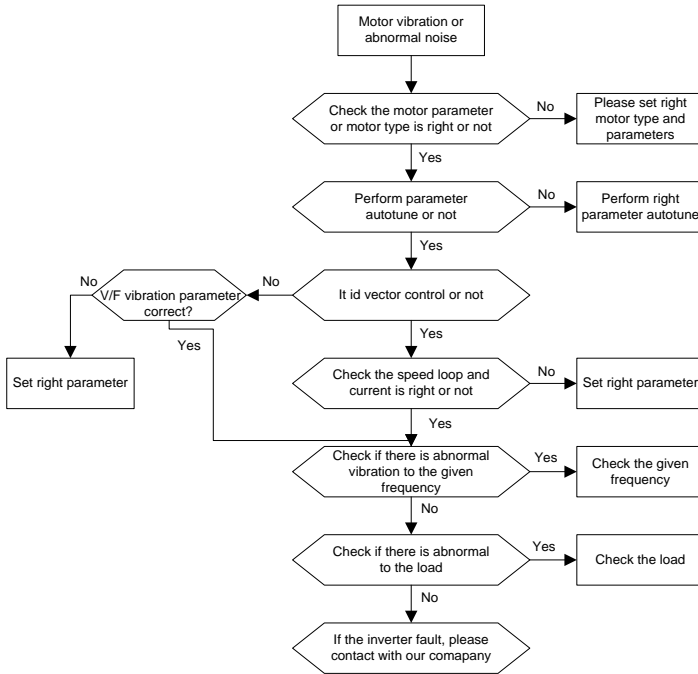 Motor vibration or
abnormal noise
Check the motor parameter
or motor type is right or not
No
Please set right
motor type and
parameters
Yes
Perform parameter
autotune or not
No
Perform right
parameter autotune
Yes
No
V/F vibration parameter
correct?
No
It id vector control or not
Yes
Yes
Set right parameter
Check the speed loop and
current is right or not
No
Set right parameter
Yes
Check if there is abnormal
vibration to the given
frequency
Yes
Check the given
frequency
No
Check if there is abnormal
to the load
Yes
Check the load
No
If the inverter fault, please
contact with our comapany